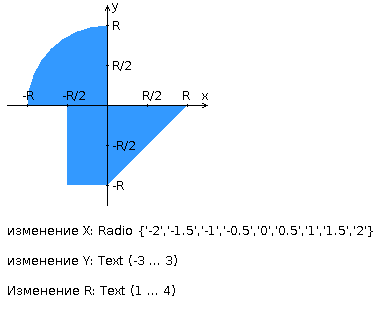 y
R
R/2
-R
-R/2
R/2
R
x
-R/2
-R
изменение X: Radio {'-2','-1.5','-1','-0.5','0','0.5','1','1.5','2'}
изменение Y: Text (-3 ... 3)
Изменение R: Text (1 ... 4)